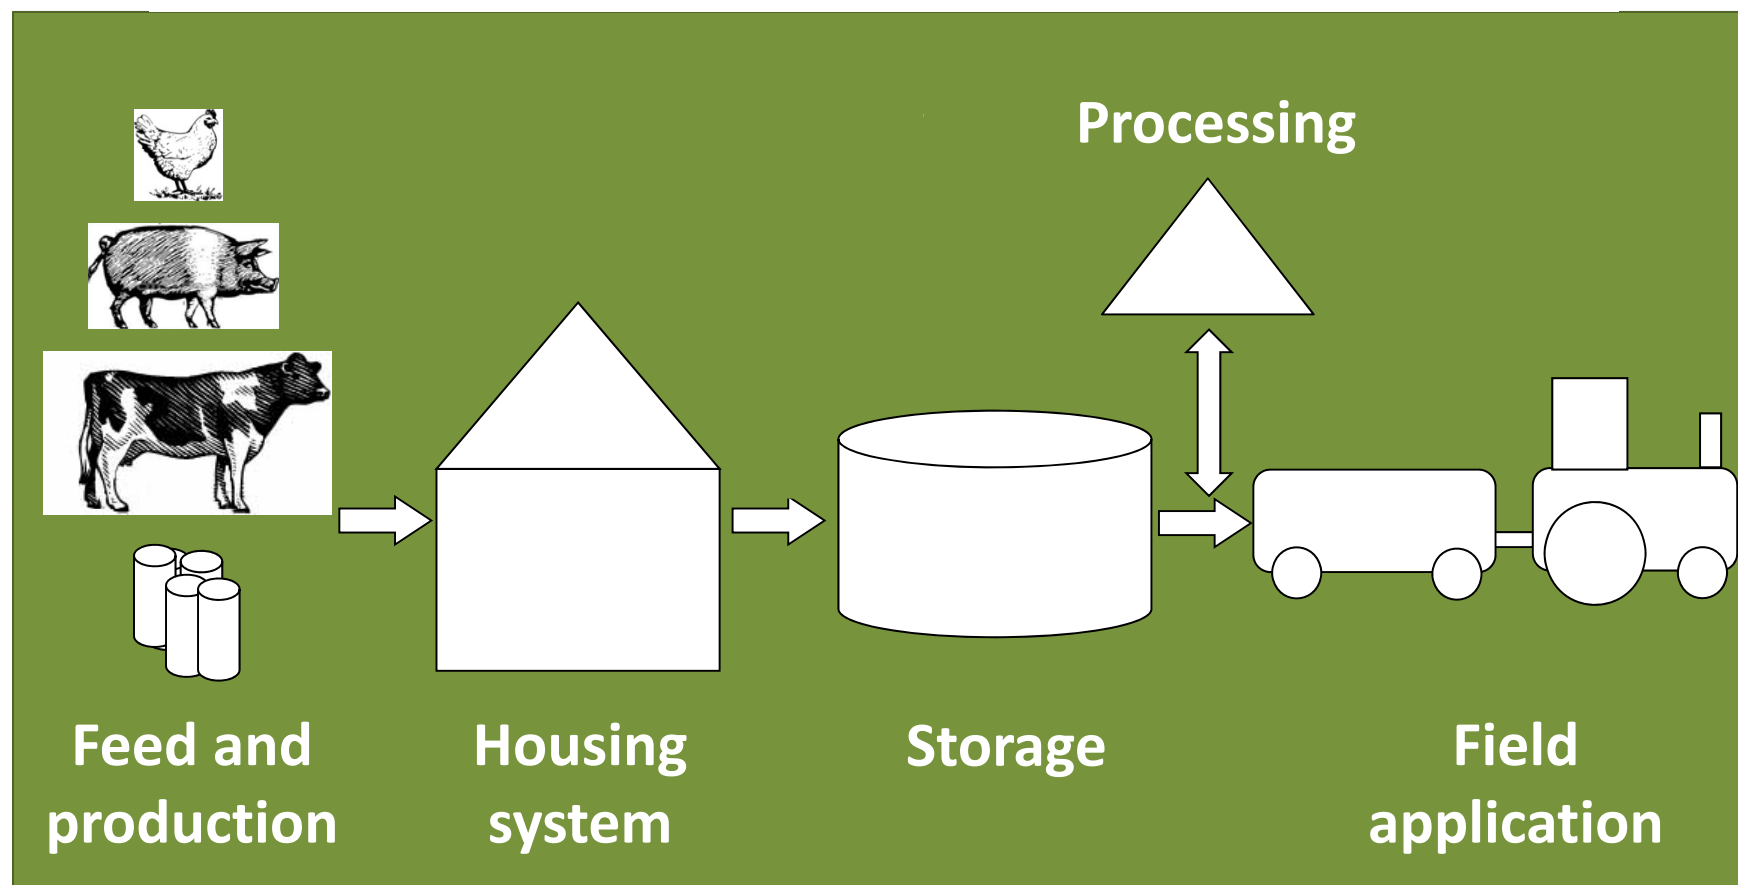 Processing
Feed and
production
Housing
system
Storage
Field
application